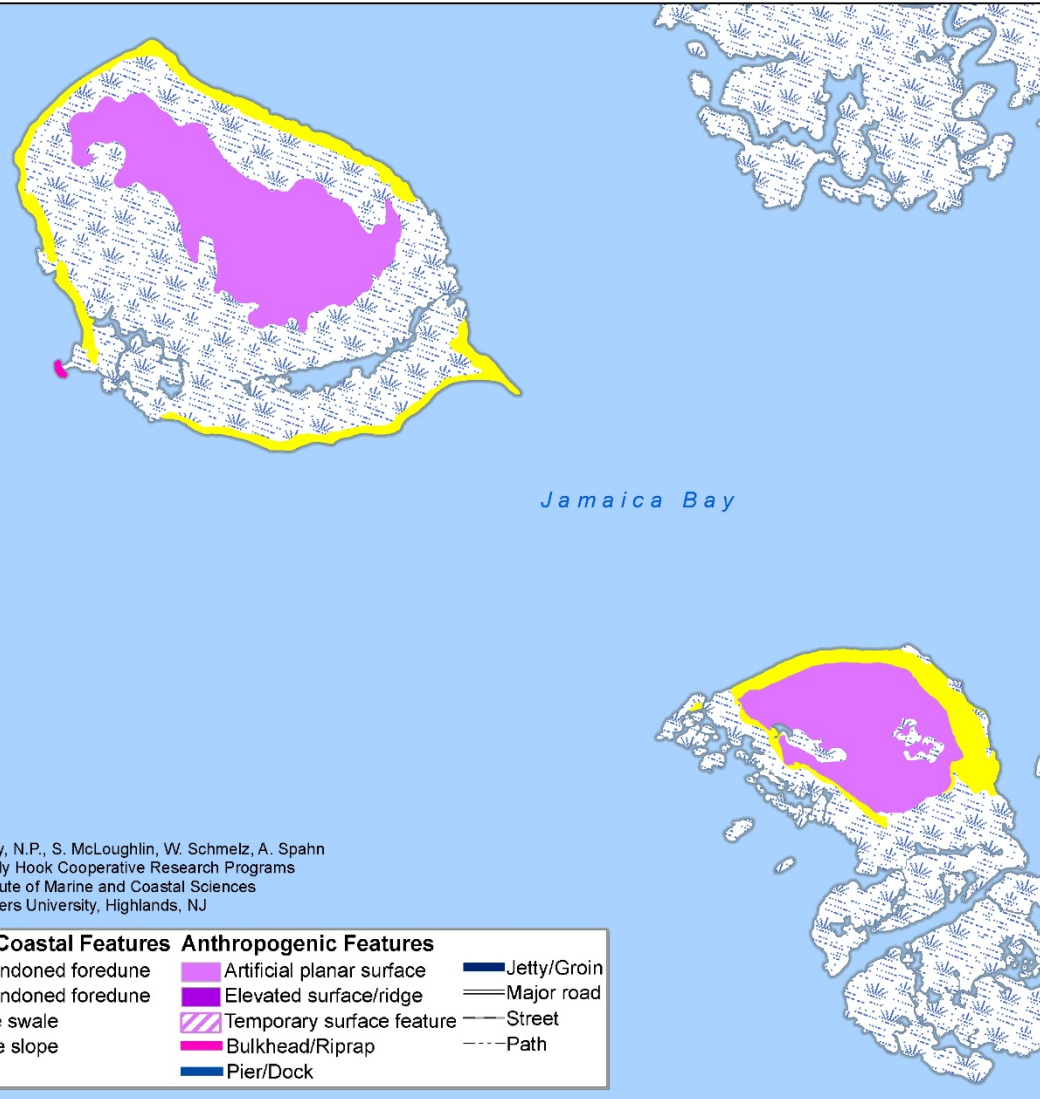 Jamaica Bay
y, N.P., S. McLoughlin, W. Schmelz, A. Spahn
ly Hook Cooperative Research Programs
ute of Marine and Coastal Sciences
ers University, Highlands, NJ
Coastal Features
ndoned foredune
ndoned foredune
e swale
e slope
Anthropogenic Features
Artificial planar surface
Elevated surface/ridge
Temporary surface feature
Bulkhead/Riprap
Pier/Dock
Jetty/Groin
Major road
Street
Path